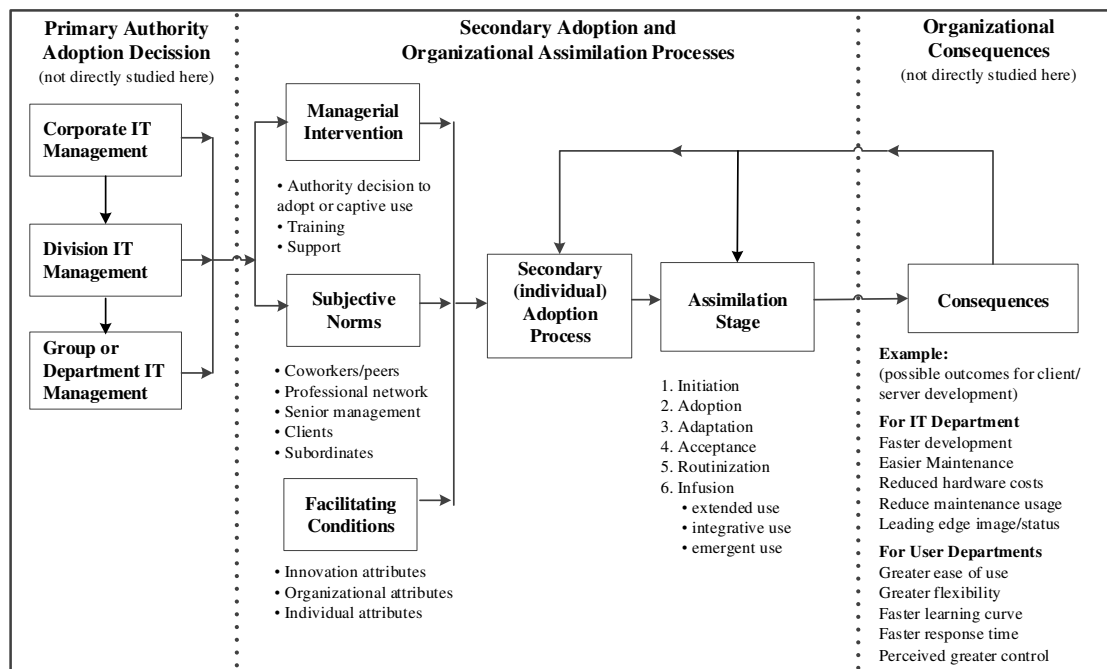 Primary Authority
Adoption Decission
(not directly studied here)
Corporate IT
Management
Division IT
Management
Group or
Department IT
Management
Secondary Adoption and
Organizational Assimilation Processes
Managerial
Intervention
• Authority decision to
adopt or captive use
• Training
• Support
Subjective
Norms
• Coworkers/peers
• Professional network
• Senior management
• Clients
• Subordinates
Facilitating
Conditions
• Innovation attributes
• Organizational attributes
• Individual attributes
Secondary
(individual)
Adoption
Process
Assimilation
Stage
1. Initiation
2. Adoption
3. Adaptation
4. Acceptance
5. Routinization
6. Infusion
• extended use
• integrative use
• emergent use
Organizational
Consequences
(not directly studied here)
Consequences
Example:
(possible outcomes for client/
server development)
For IT Department
Faster development
Easier Maintenance
Reduced hardware costs
Reduce maintenance usage
Leading edge image/status
For User Departments
Greater ease of use
Greater flexibility
Faster learning curve
Faster response time
Perceived greater control